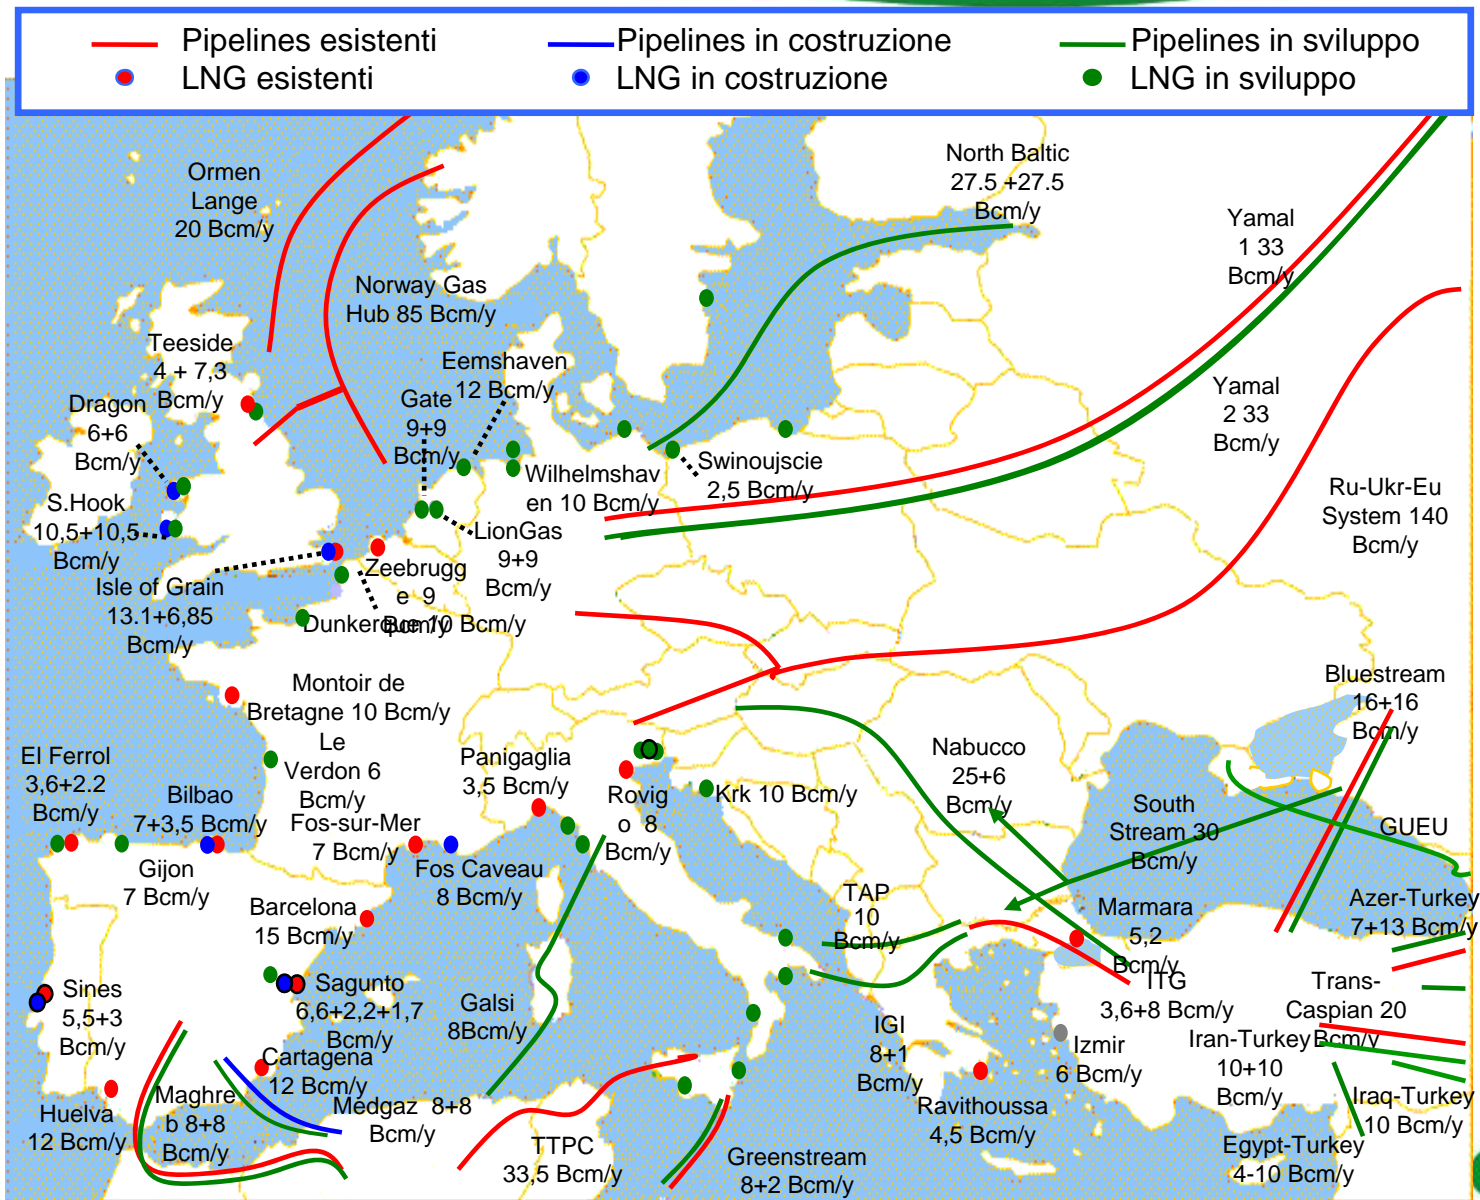 Pipelines esistenti
Pipelines in costruzione
Pipelines in sviluppo
LNG esistenti
LNG in costruzione
LNG in sviluppo
Ormen
Lange
20 Bcm/y
North Baltic
27.5 +27.5
Bcm/y
Yamal
1 33
Bcm/y
Norway Gas
Hub 85 Bcm/y
Teeside
4 + 7,3
Bcm/y
Eemshaven
12 Bcm/y
Gate
9+9
Bcm/y
Dragon
6+6
Bcm/y
Yamal
2 33
Bcm/y
Wilhelmshav
en 10 Bcm/y
Swinoujscie
2,5 Bcm/y
S.Hook
10,5+10,5
Bcm/y
Ru-Ukr-Eu
System 140
Bcm/y
LionGas
9+9
Bcm/y
Isle of Grain
13.1+6,85
Bcm/y
Zeebrugg
e 9
Bcm/y
Dunkerque 10 Bcm/y
Montoir de
Bretagne 10 Bcm/y
Bluestream
16+16
Bcm/y
Le
Verdon 6
Bcm/y
El Ferrol
3,6+2.2
Bcm/y
Bilbao
7+3,5 Bcm/y
Panigaglia
3,5 Bcm/y
Nabucco
25+6
Bcm/y
Rovig
o 8
Bcm/y
Krk 10 Bcm/y
South
Stream 30
Bcm/y
GUEU
Fos-sur-Mer
7 Bcm/y
Gijon
7 Bcm/y
Fos Caveau
8 Bcm/y
Barcelona
15 Bcm/y
TAP
10
Bcm/y
Marmara
5,2
Bcm/y
Azer-Turkey
7+13 Bcm/y
Sines
5,5+3
Bcm/y
Sagunto
6,6+2,2+1,7
Bcm/y
Galsi
8Bcm/y
ITG
3,6+8 Bcm/y
Trans-
Caspian 20
Bcm/y
IGI
8+1
Bcm/y
Izmir
6 Bcm/y
Iran-Turkey
10+10
Bcm/y
Cartagena
12 Bcm/y
Huelva
12 Bcm/y
Maghre
b 8+8
Bcm/y
Medgaz 8+8
Bcm/y
Ravithoussa
4,5 Bcm/y
Iraq-Turkey
10 Bcm/y
TTPC
33,5 Bcm/y
Greenstream
8+2 Bcm/y
Egypt-Turkey
4-10 Bcm/y